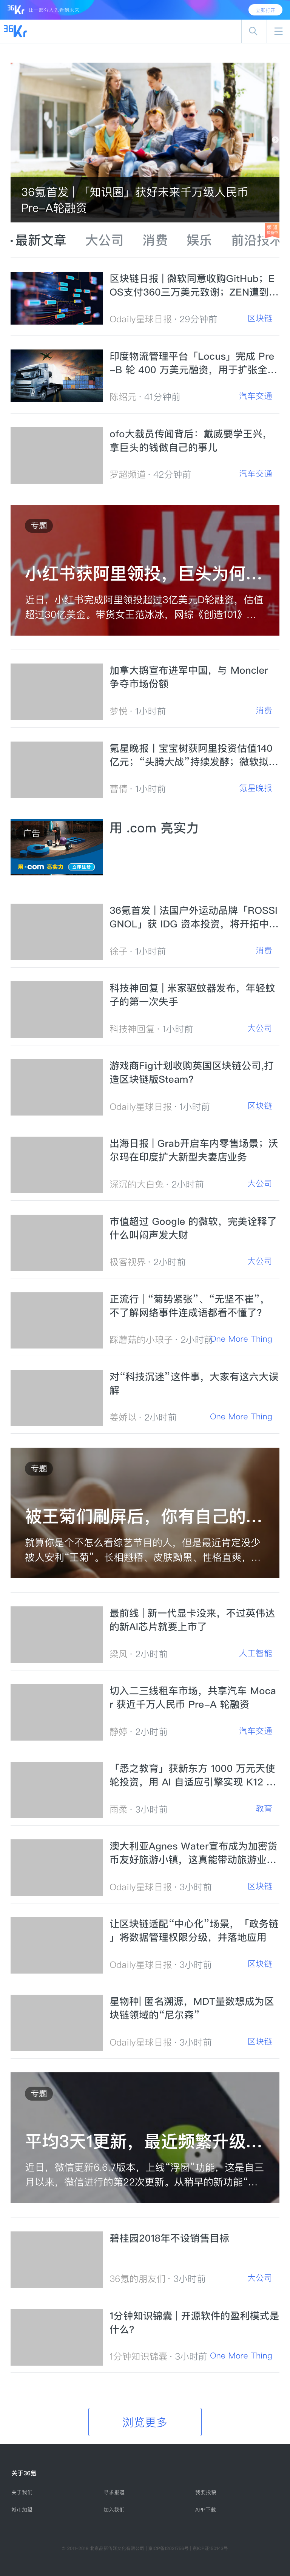 36Kr 让一部分人先看到未来
立即打开
36Kr
36氪首发 | 「知识圈」获好未来千万级人民币
Pre-A轮融资
最新文章 大公司 消费 娱乐 前沿技术
区块链日报 | 微软同意收购GitHub；E
OS支付360三万美元致谢；ZEN遭到...
Odaily星球日报 · 29分钟前 区块链
印度物流管理平台「Locus」完成 Pre
-B 轮 400 万美元融资，用于扩张全...
陈绍元 · 41分钟前 汽车交通
ofo大裁员传闻背后：戴威要学王兴，
拿巨头的钱做自己的事儿
罗超频道 · 42分钟前 汽车交通
专题
小红书获阿里领投，巨头为何...
近日，小红书完成阿里领投超过3亿美元D轮融资，估值
超过30亿美金。带货女王范冰冰，网综《创造101》...
加拿大鹅宣布进军中国，与 Moncler
争夺市场份额
梦悦 · 1小时前 消费
氪星晚报丨宝宝树获阿里投资估值140
亿元；“头腾大战”持续发酵；微软拟...
曹倩 · 1小时前 氪星晚报
广告
用 .com 亮实力
用.com 亮实力 立即注册
36氪首发 | 法国户外运动品牌「ROSSI
GNOL」获 IDG 资本投资，将开拓中...
徐子 · 1小时前 消费
科技神回复 | 米家驱蚊器发布，年轻蚊
子的第一次失手
科技神回复 · 1小时前 大公司
游戏商Fig计划收购英国区块链公司,打
造区块链版Steam?
Odaily星球日报 · 1小时前 区块链
出海日报 | Grab开启车内零售场景；沃
尔玛在印度扩大新型夫妻店业务
深沉的大白兔 · 2小时前 大公司
市值超过 Google 的微软，完美诠释了
什么叫闷声发大财
极客视界 · 2小时前 大公司
正流行 | “菊势紧张”、“无坚不崔”，
不了解网络事件连成语都看不懂了?
踩蘑菇的小琅子 · 2小时前 One More Thing
对“科技沉迷”这件事，大家有这六大误
解
姜娇以 · 2小时前 One More Thing
专题
被王菊们刷屏后，你有自己的...
就算你是个不怎么看综艺节目的人，但是最近肯定没少
被人安利“王菊”。长相魁梧、皮肤黝黑、性格直爽，...
最前线 | 新一代显卡没来，不过英伟达
的新AI芯片就要上市了
梁风 · 2小时前 人工智能
切入二三线租车市场，共享汽车 Moca
r 获近千万人民币 Pre-A 轮融资
静婷 · 2小时前 汽车交通
「悉之教育」获新东方 1000 万元天使
轮投资，用 AI 自适应引擎实现 K12 ...
雨柔 · 3小时前 教育
澳大利亚Agnes Water宣布成为加密货
币友好旅游小镇，这真能带动旅游业...
Odaily星球日报 · 3小时前 区块链
让区块链适配“中心化”场景，「政务链
」将数据管理权限分级，并落地应用
Odaily星球日报 · 3小时前 区块链
星物种| 匿名溯源，MDT量数想成为区
块链领域的“尼尔森”
Odaily星球日报 · 3小时前 区块链
专题
平均3天1更新，最近频繁升级...
近日，微信更新6.6.7版本，上线“浮窗”功能，这是自三
月以来，微信进行的第22次更新。从稍早的新功能“...
碧桂园2018年不设销售目标
36氪的朋友们 · 3小时前 大公司
1分钟知识锦囊 | 开源软件的盈利模式是
什么?
1分钟知识锦囊 · 3小时前 One More Thing
浏览更多
关于36氪
关于我们 寻求报道 我要投稿
城市加盟 加入我们 APP下载